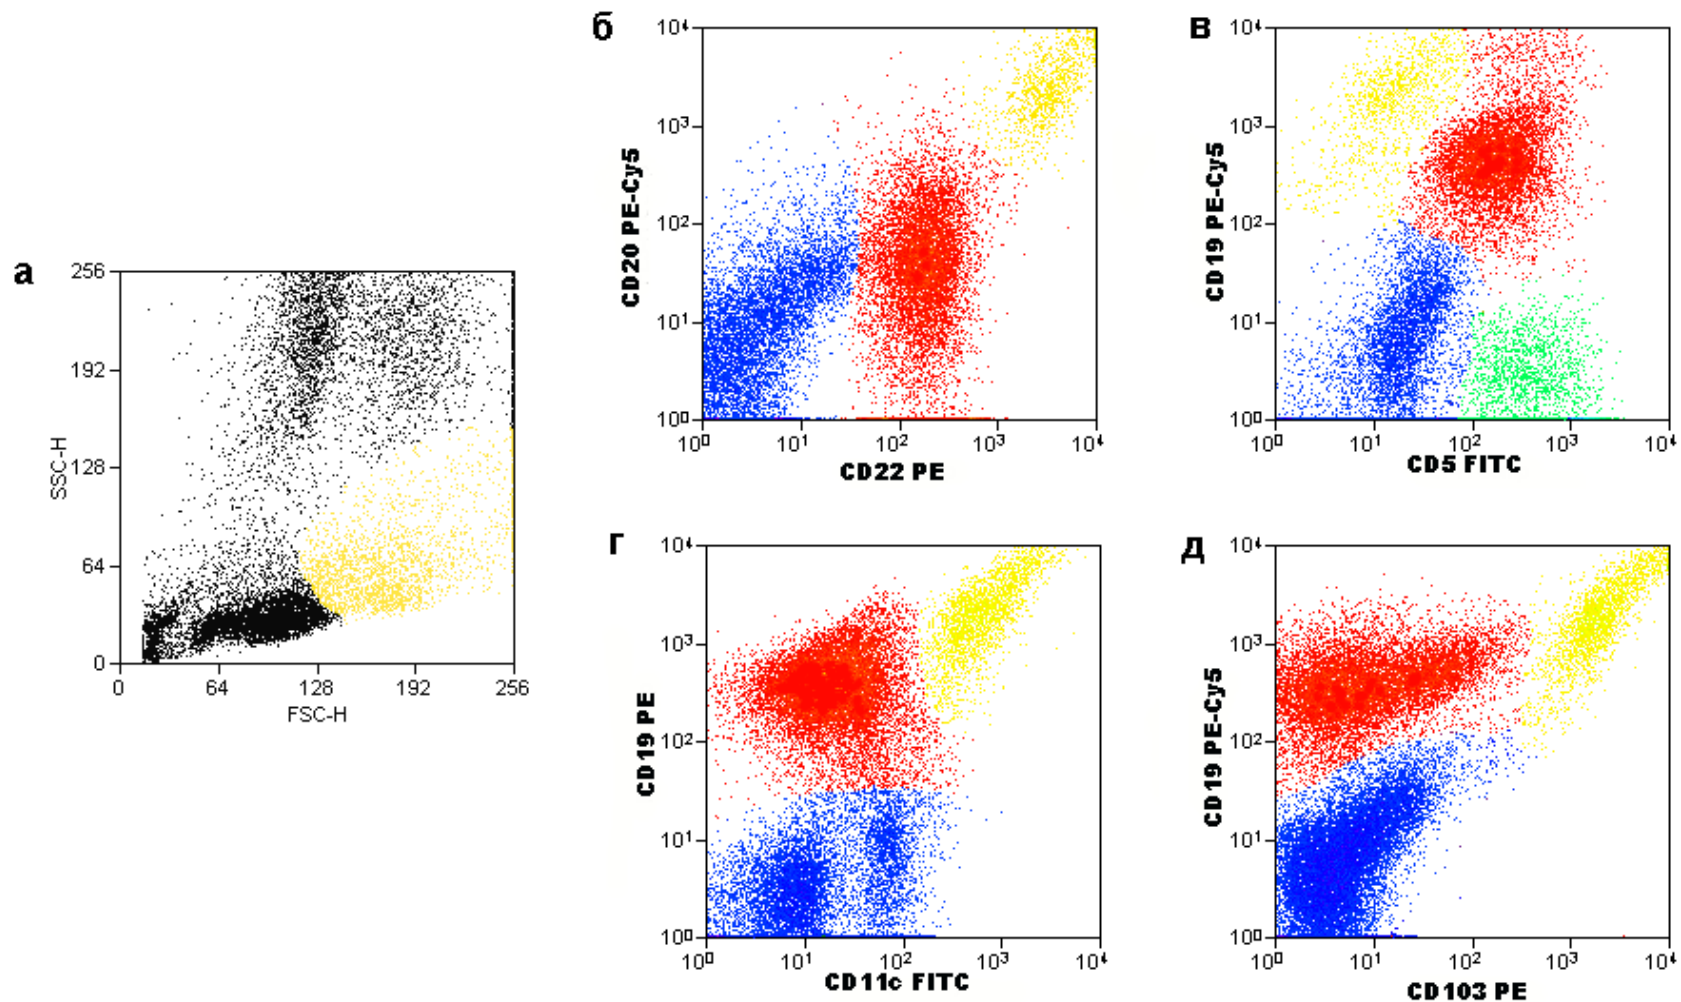 а
256
192
128
64
0
SSC-H
0 64 128 192 256
FSC-H
б
10⁴
10³
10²
10¹
10⁰
CD20 PE-Cy5
10⁰ 10¹ 10² 10³ 10⁴
CD22 PE
в
10⁴
10³
10²
10¹
10⁰
CD19 PE-Cy5
10⁰ 10¹ 10² 10³ 10⁴
CD5 FITC
г
10⁴
10³
10²
10¹
10⁰
CD19 PE
10⁰ 10¹ 10² 10³ 10⁴
CD11c FITC
д
10⁴
10³
10²
10¹
10⁰
CD19 PE-Cy5
10⁰ 10¹ 10² 10³ 10⁴
CD103 PE